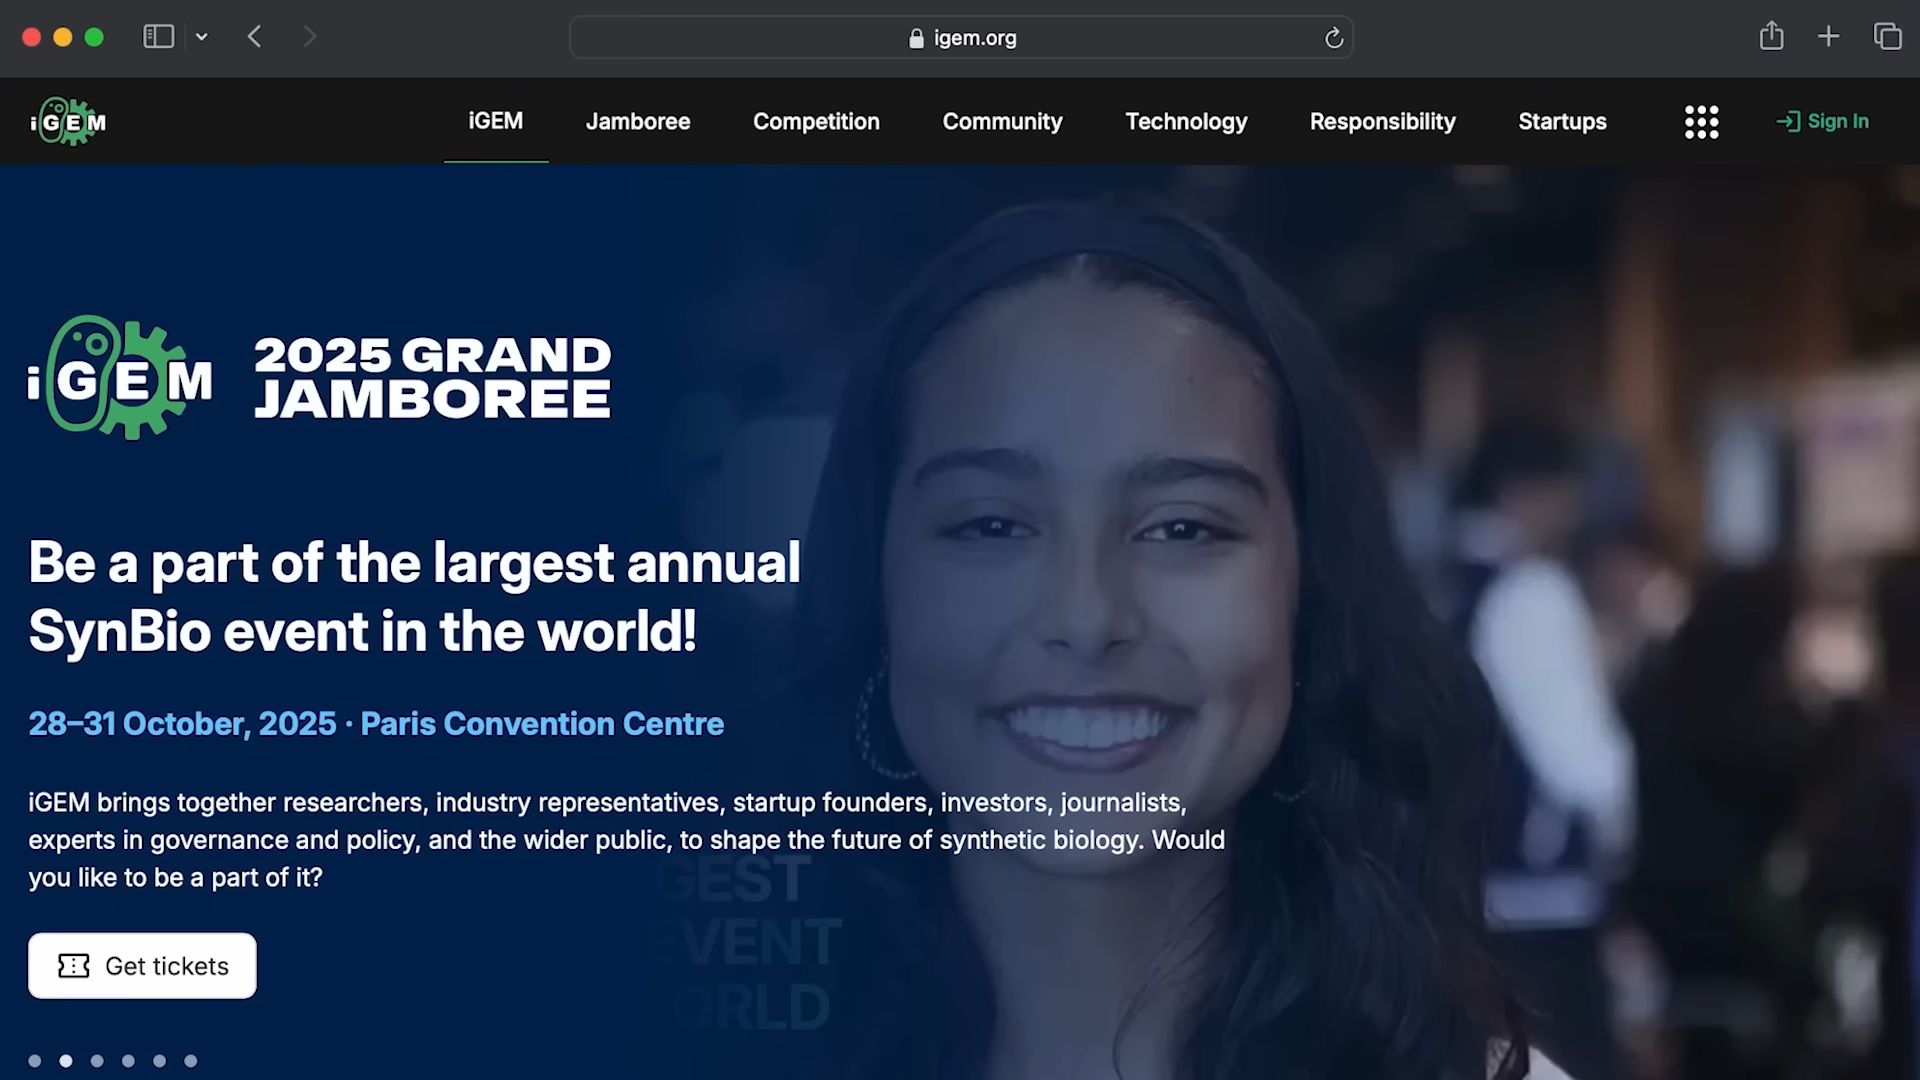 igem.org
iGEM
iGEM
Jamboree
Competition
Community
Technology
Responsibility
Startups
Sign In
iGEM
2025 GRAND
JAMBOREE
Be a part of the largest annual
SynBio event in the world!
28–31 October, 2025 · Paris Convention Centre
iGEM brings together researchers, industry representatives, startup founders, investors, journalists,
experts in governance and policy, and the wider public, to shape the future of synthetic biology. Would
you like to be a part of it?
GEST
EVENT
ORLD
Get tickets